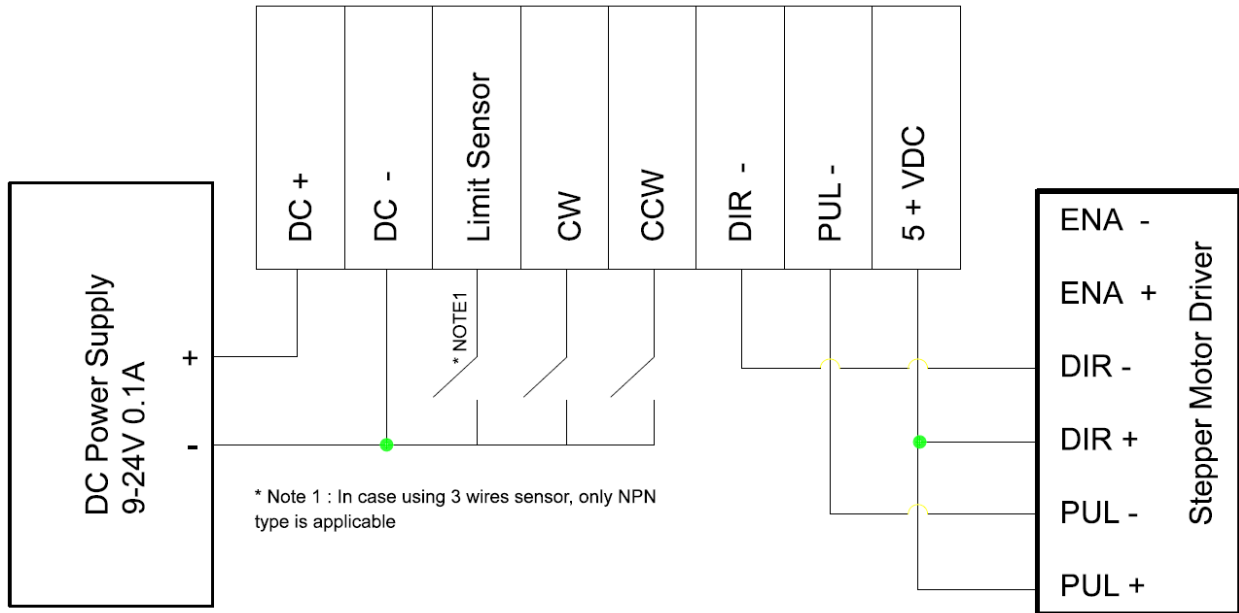 DC +
DC -
Limit Sensor
CW
CCW
DIR -
PUL -
5 + VDC
* NOTE1
DC Power Supply
9-24V 0.1A
+
-
* Note 1 : In case using 3 wires sensor, only NPN
type is applicable
ENA -
ENA +
DIR -
DIR +
PUL -
PUL +
Stepper Motor Driver